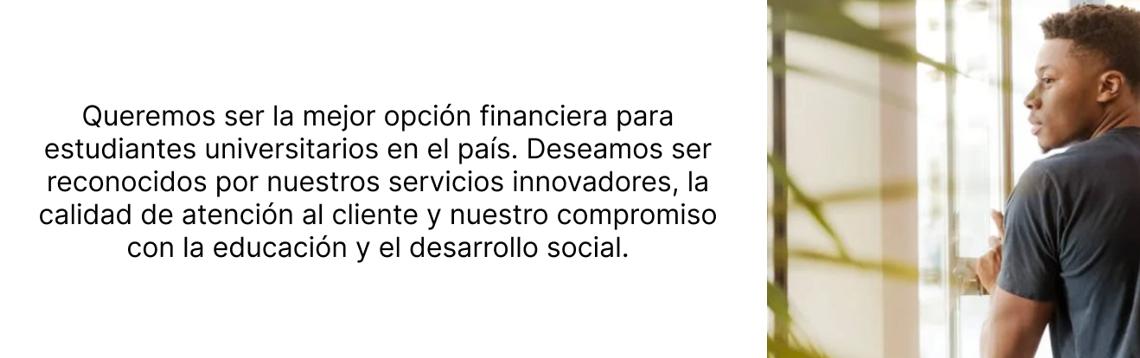 Queremos ser la mejor opción financiera para
estudiantes universitarios en el país. Deseamos ser
reconocidos por nuestros servicios innovadores, la
calidad de atención al cliente y nuestro compromiso
con la educación y el desarrollo social.